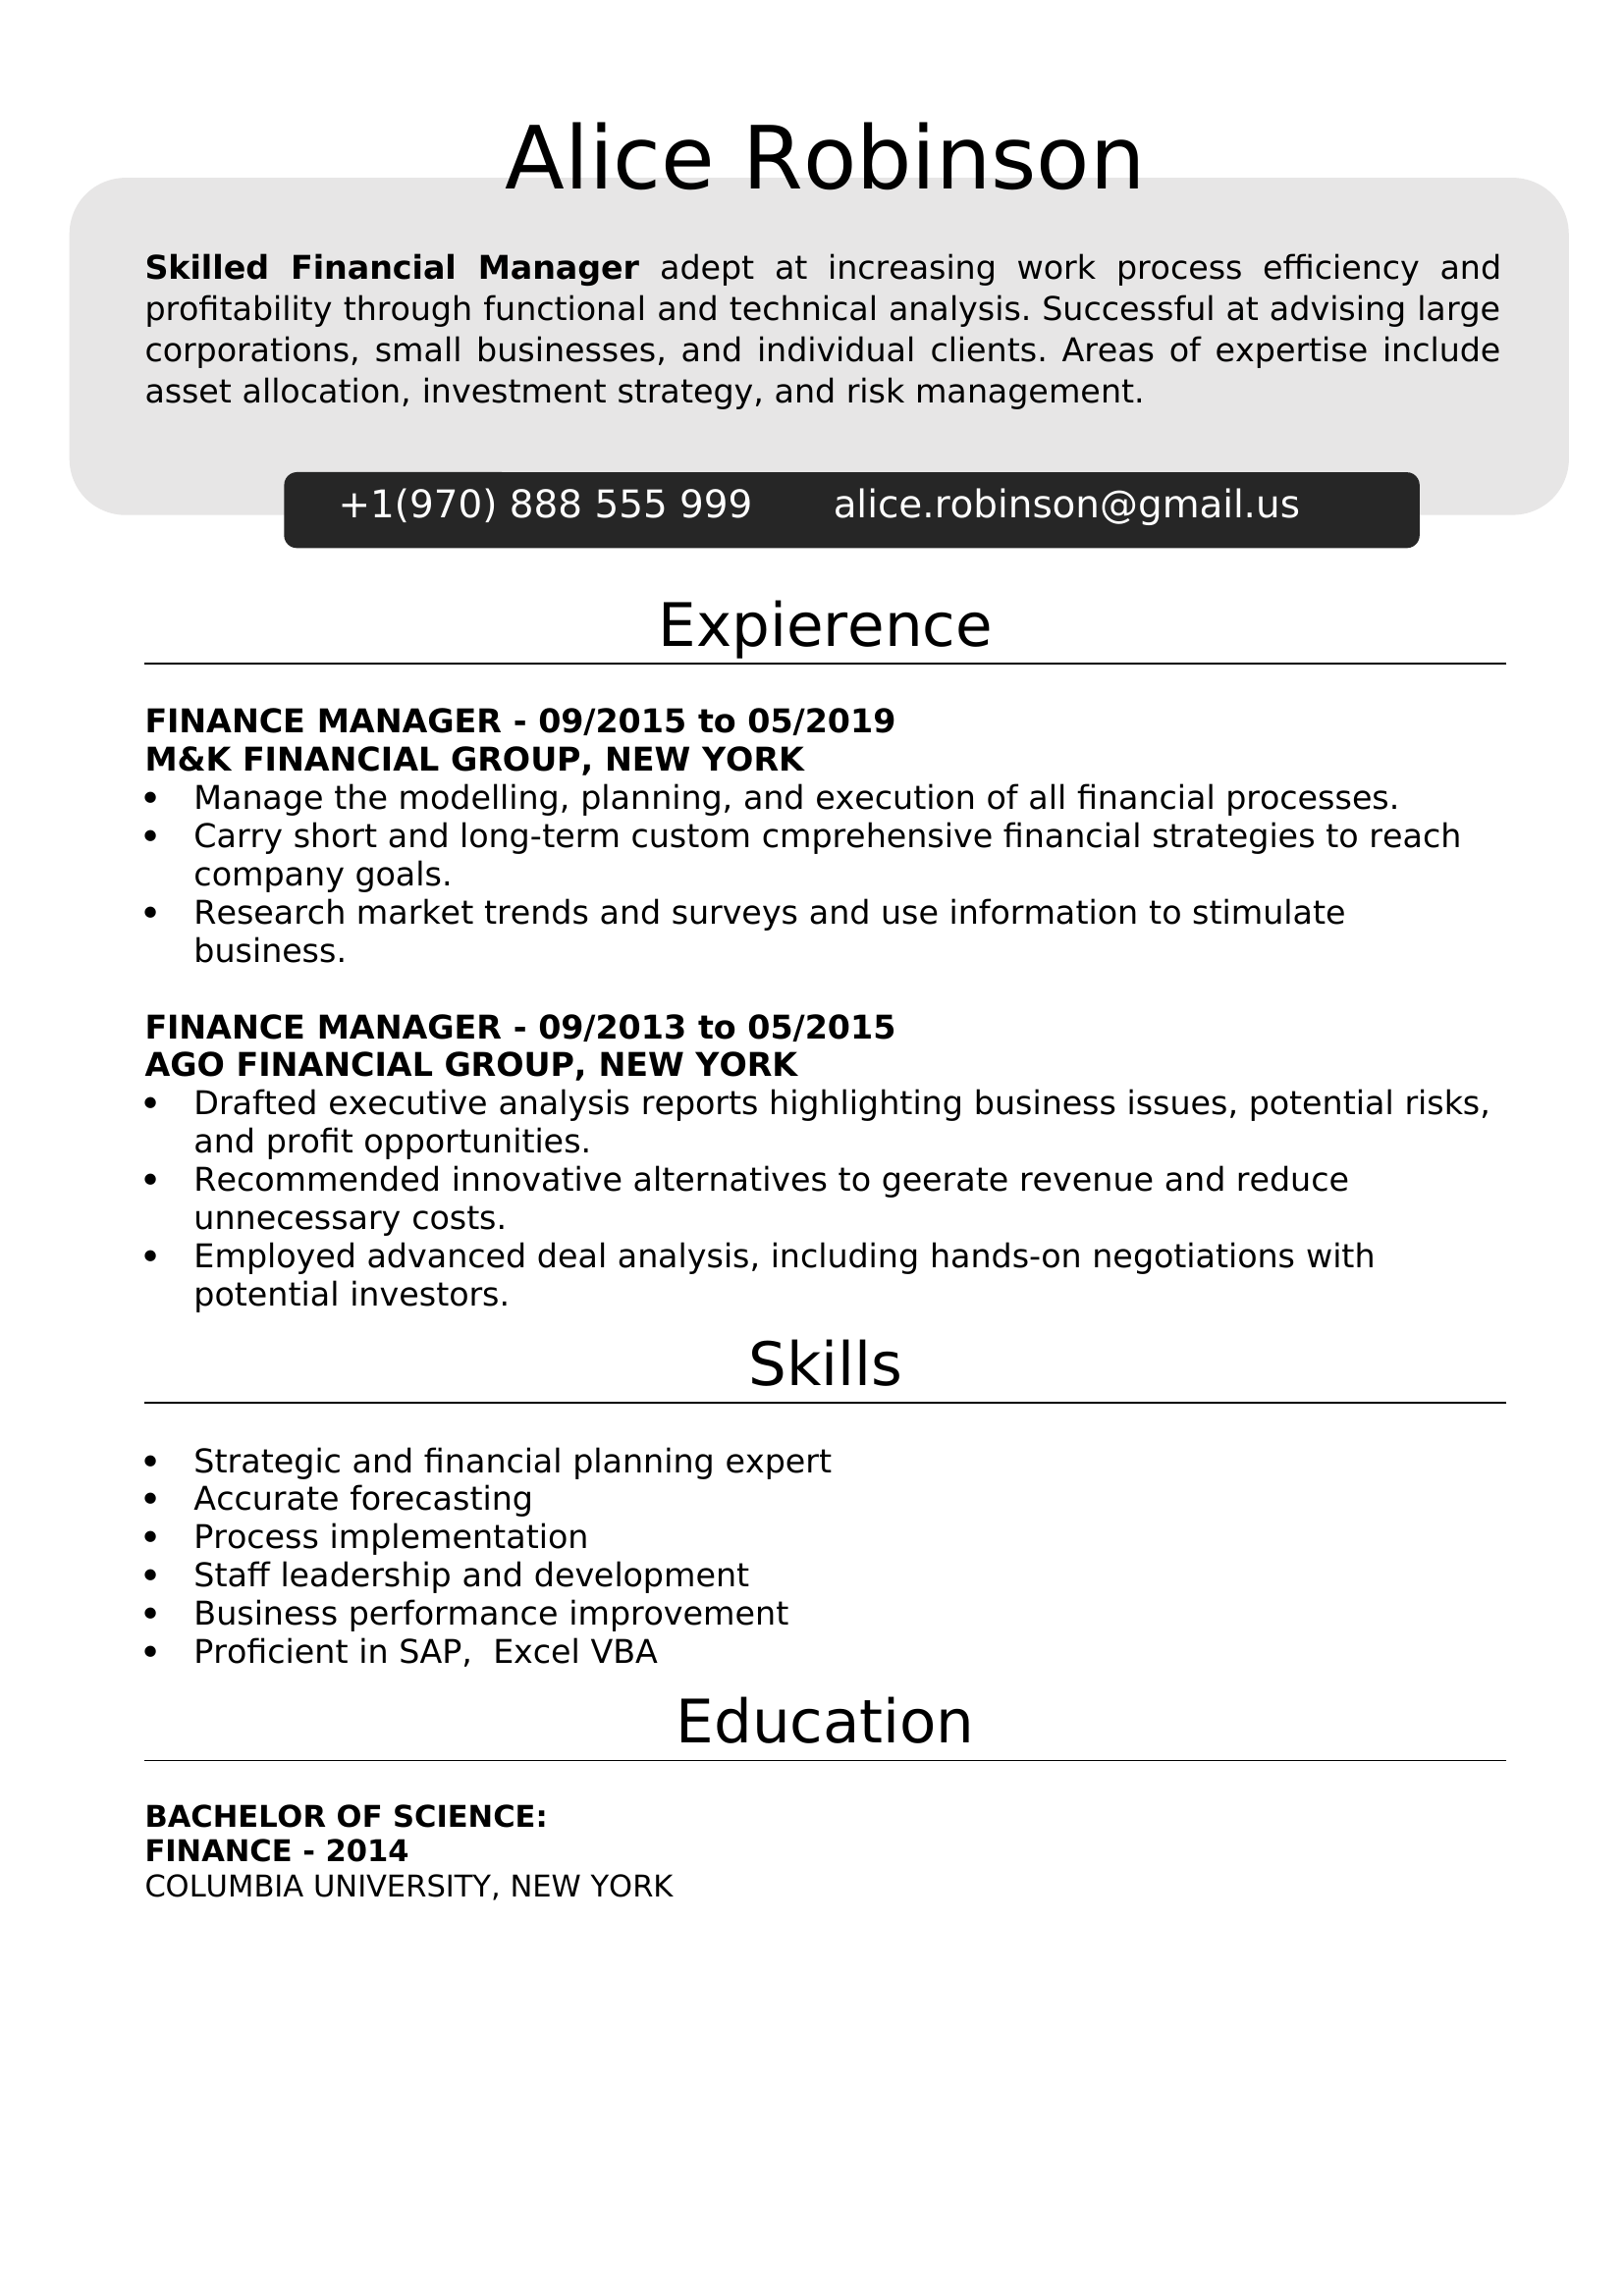 Alice Robinson
Skilled Financial Manager adept at increasing work process efficiency and
profitability through functional and technical analysis. Successful at advising large
corporations, small businesses, and individual clients. Areas of expertise include
asset allocation, investment strategy, and risk management.
+1(970) 888 555 999 alice.robinson@gmail.us
Expierence
FINANCE MANAGER - 09/2015 to 05/2019
M&K FINANCIAL GROUP, NEW YORK
• Manage the modelling, planning, and execution of all financial processes.
• Carry short and long-term custom cmprehensive financial strategies to reach
company goals.
• Research market trends and surveys and use information to stimulate
business.
FINANCE MANAGER - 09/2013 to 05/2015
AGO FINANCIAL GROUP, NEW YORK
• Drafted executive analysis reports highlighting business issues, potential risks,
and profit opportunities.
• Recommended innovative alternatives to geerate revenue and reduce
unnecessary costs.
• Employed advanced deal analysis, including hands-on negotiations with
potential investors.
Skills
• Strategic and financial planning expert
• Accurate forecasting
• Process implementation
• Staff leadership and development
• Business performance improvement
• Proficient in SAP,  Excel VBA
Education
BACHELOR OF SCIENCE:
FINANCE - 2014
COLUMBIA UNIVERSITY, NEW YORK